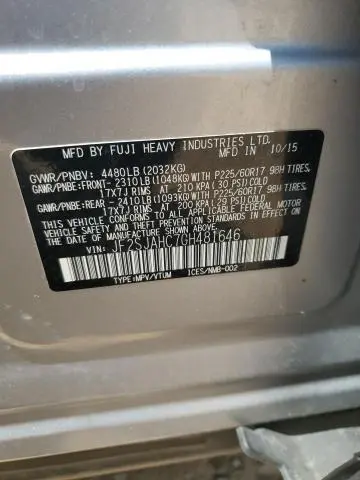 MFD BY FUJI HEAVY INDUSTRIES LTD. IN 10/15
GVWR/PNBV: 4480LB(2032KG)
GAWR/PNBE:FRONT- 2310LB(1048KG)WITH P225/60R17 98H TIRES,
17X7J RIMS AT 210 KPA(30 PSI)COLD
GAWR/PNBE:REAR - 2410LB(1093KG)WITH P225/60R17 98H TIRES,
17X7J RIMS AT 200 KPA(29 PSI)COLD
THIS VEHICLE CONFORMS TO ALL APPLICABLE
FEDERAL MOTOR VEHICLE SAFETY, BUMPER, AND
THEFT PREVENTION STANDARDS IN EFFECT ON
THE DATE OF MANUFACTURE SHOWN ABOVE.
VIN: JF2SJAHC7GH481646
TYPE:MPV/VTUM ICES/NMB-002